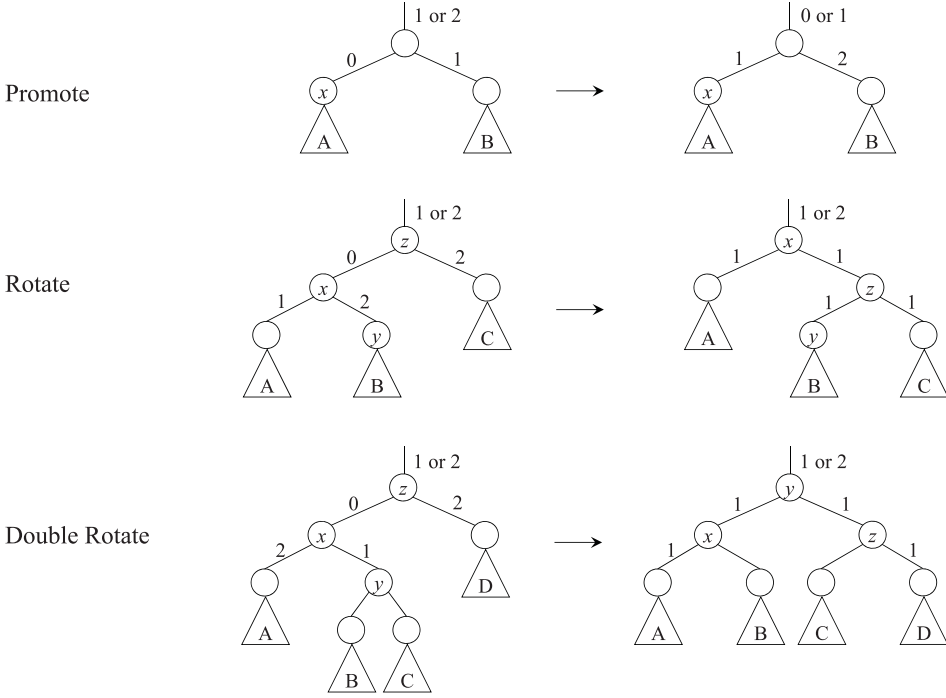 1 or 2 0 or 1
0 1 1 2
Promote x x
A B A B
1 or 2 1 or 2
z x
0 2 1 1
Rotate x z
1 2 1 1
y C A y
A B B C
1 or 2 1 or 2
z y
0 2 1 1
Double Rotate x x z
2 1 1 1
y D
A A B C D
B C